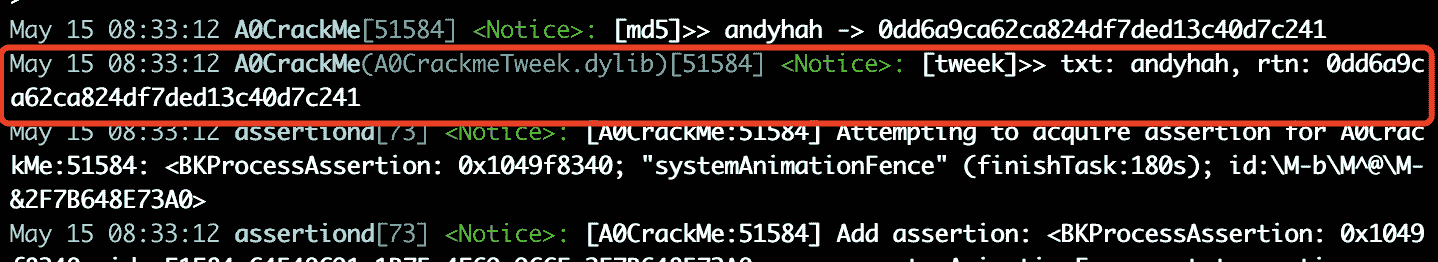 May 15 08:33:12 A0CrackMe[51584] <Notice>: [md5]>> andyhah -> 0dd6a9ca62ca824df7ded13c40d7c241
May 15 08:33:12 A0CrackMe(A0CrackmeTweek.dylib)[51584] <Notice>: [tweek]>> txt: andyhah, rtn: 0dd6a9c
a62ca824df7ded13c40d7c241
May 15 08:33:12 assertiond[73] <Notice>: [A0CrackMe:51584] Attempting to acquire assertion for A0Crac
kMe:51584: <BKProcessAssertion: 0x1049f8340; "systemAnimationFence" (finishTask:180s); id:\M-b\M^@\M-
&2F7B648E73A0>
May 15 08:33:12 assertiond[73] <Notice>: [A0CrackMe:51584] Add assertion: <BKProcessAssertion: 0x1049